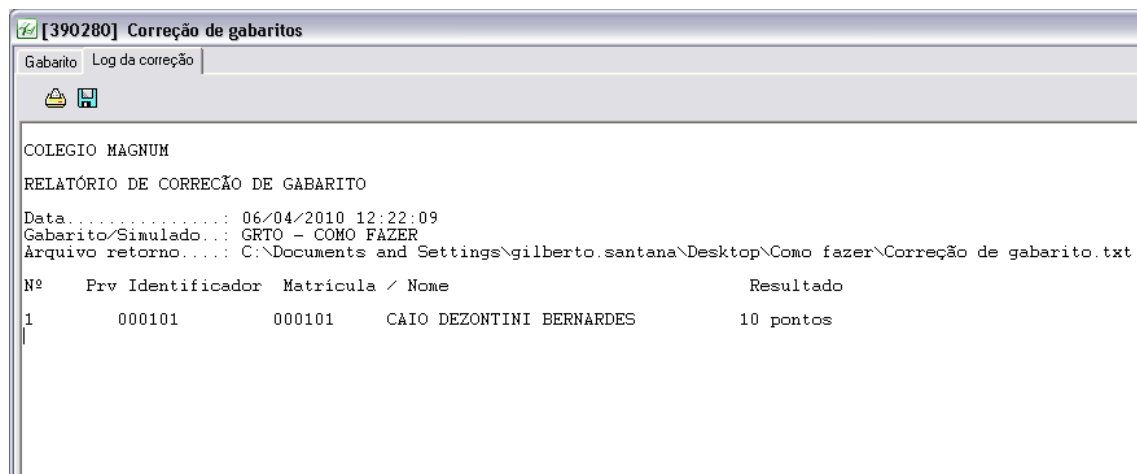 [390280] Correção de gabaritos
Gabarito Log da correção
COLEGIO MAGNUM
RELATÓRIO DE CORRECÃO DE GABARITO
Data...............: 06/04/2010 12:22:09
Gabarito/Simulado..: GRTO - COMO FAZER
Arquivo retorno....: C:\Documents and Settings\gilberto.santana\Desktop\Como fazer\Correção de gabarito.txt
Nº Prv Identificador Matrícula / Nome Resultado
1 000101 000101 CAIO DEZONTINI BERNARDES 10 pontos